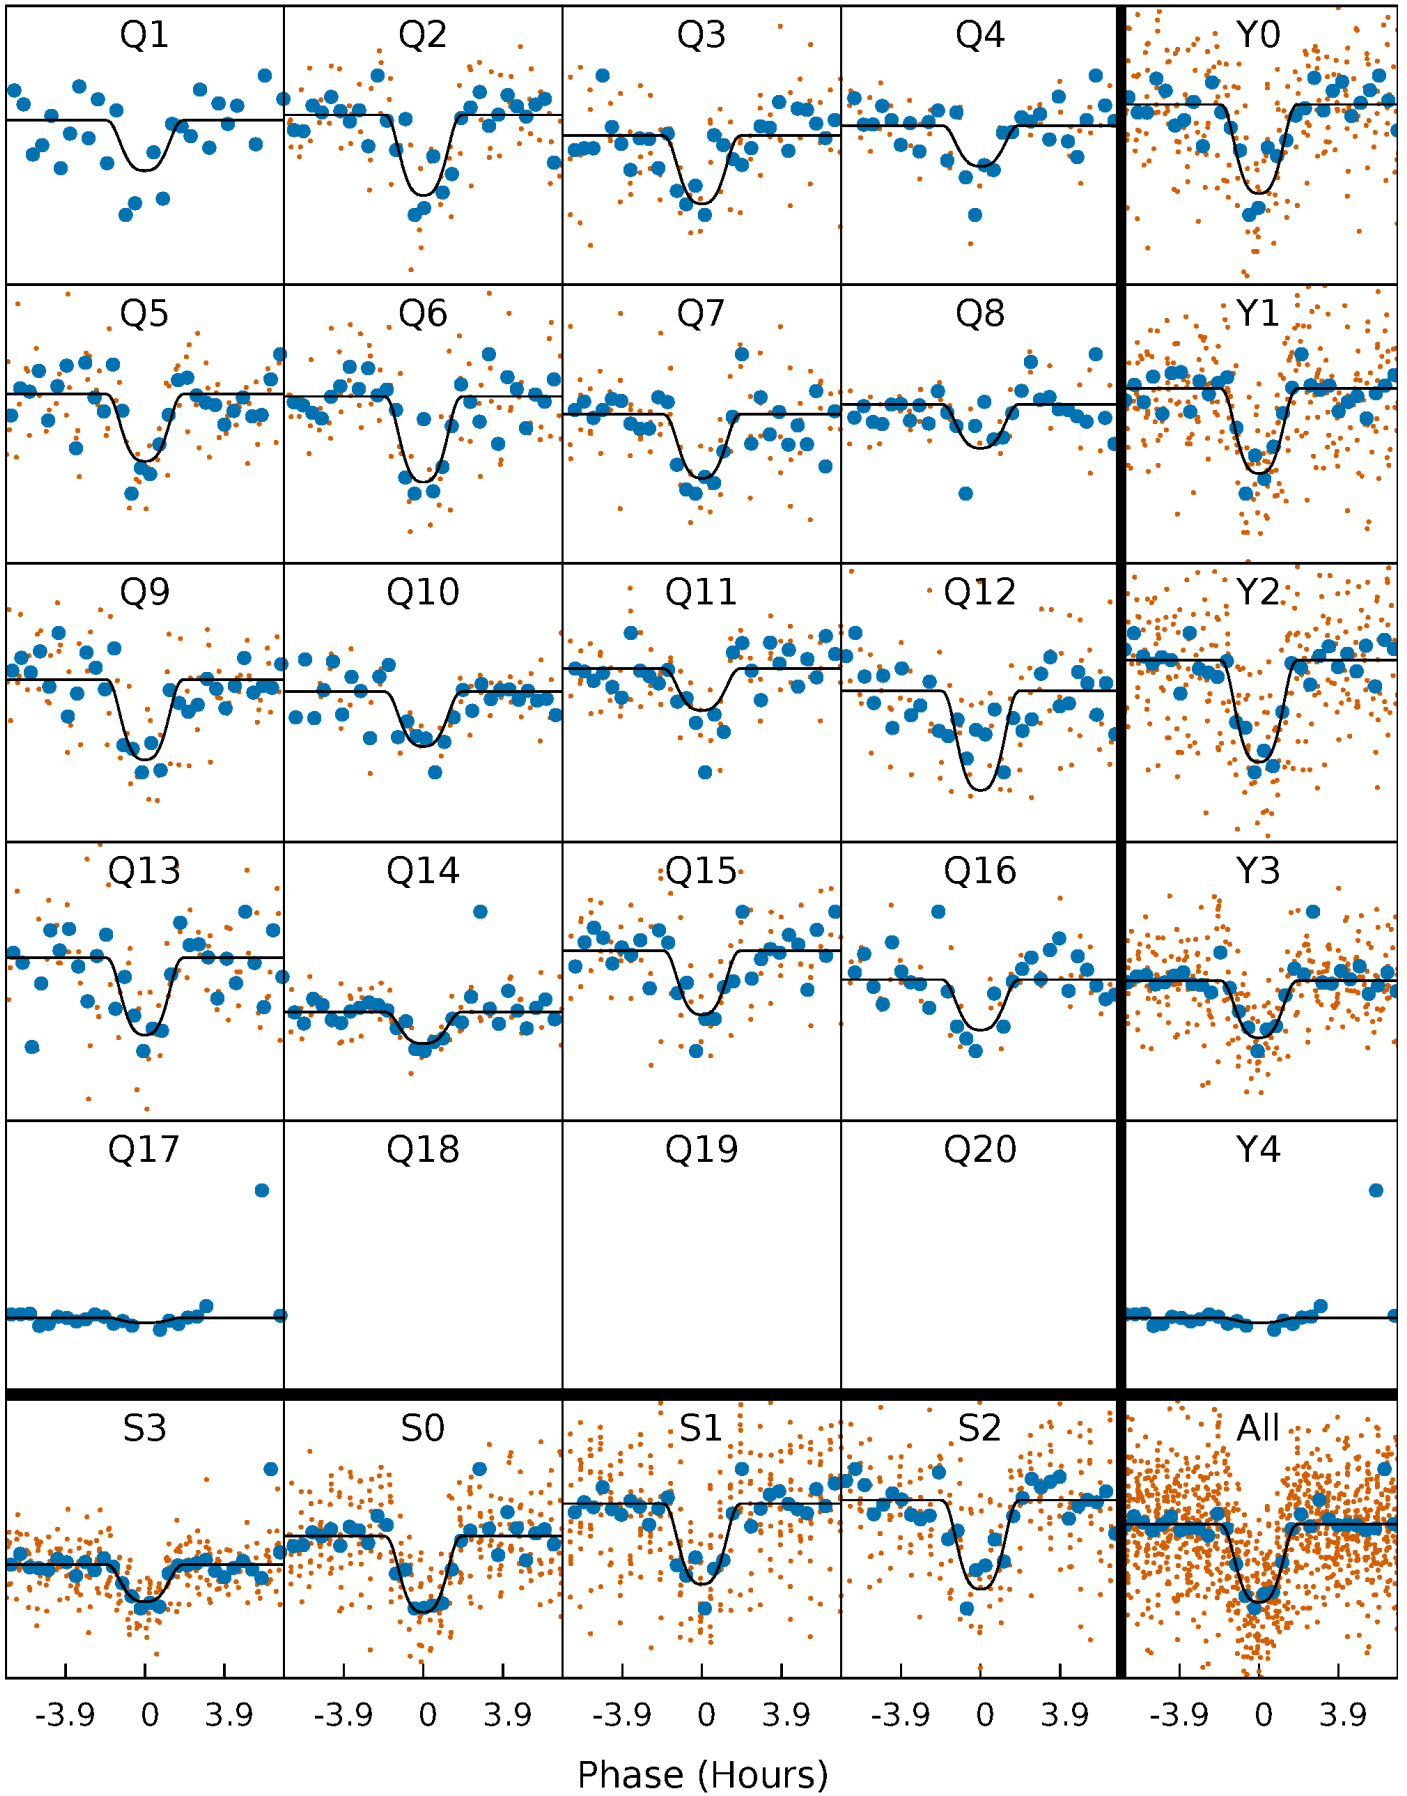 Q1 Q2 Q3 Q4 Y0
Q5 Q6 Q7 Q8 Y1
Q9 Q10 Q11 Q12 Y2
Q13 Q14 Q15 Q16 Y3
Q17 Q18 Q19 Q20 Y4
S3 S0 S1 S2 All
-3.9 0 3.9 -3.9 0 3.9 -3.9 0 3.9 -3.9 0 3.9 -3.9 0 3.9
Phase (Hours)